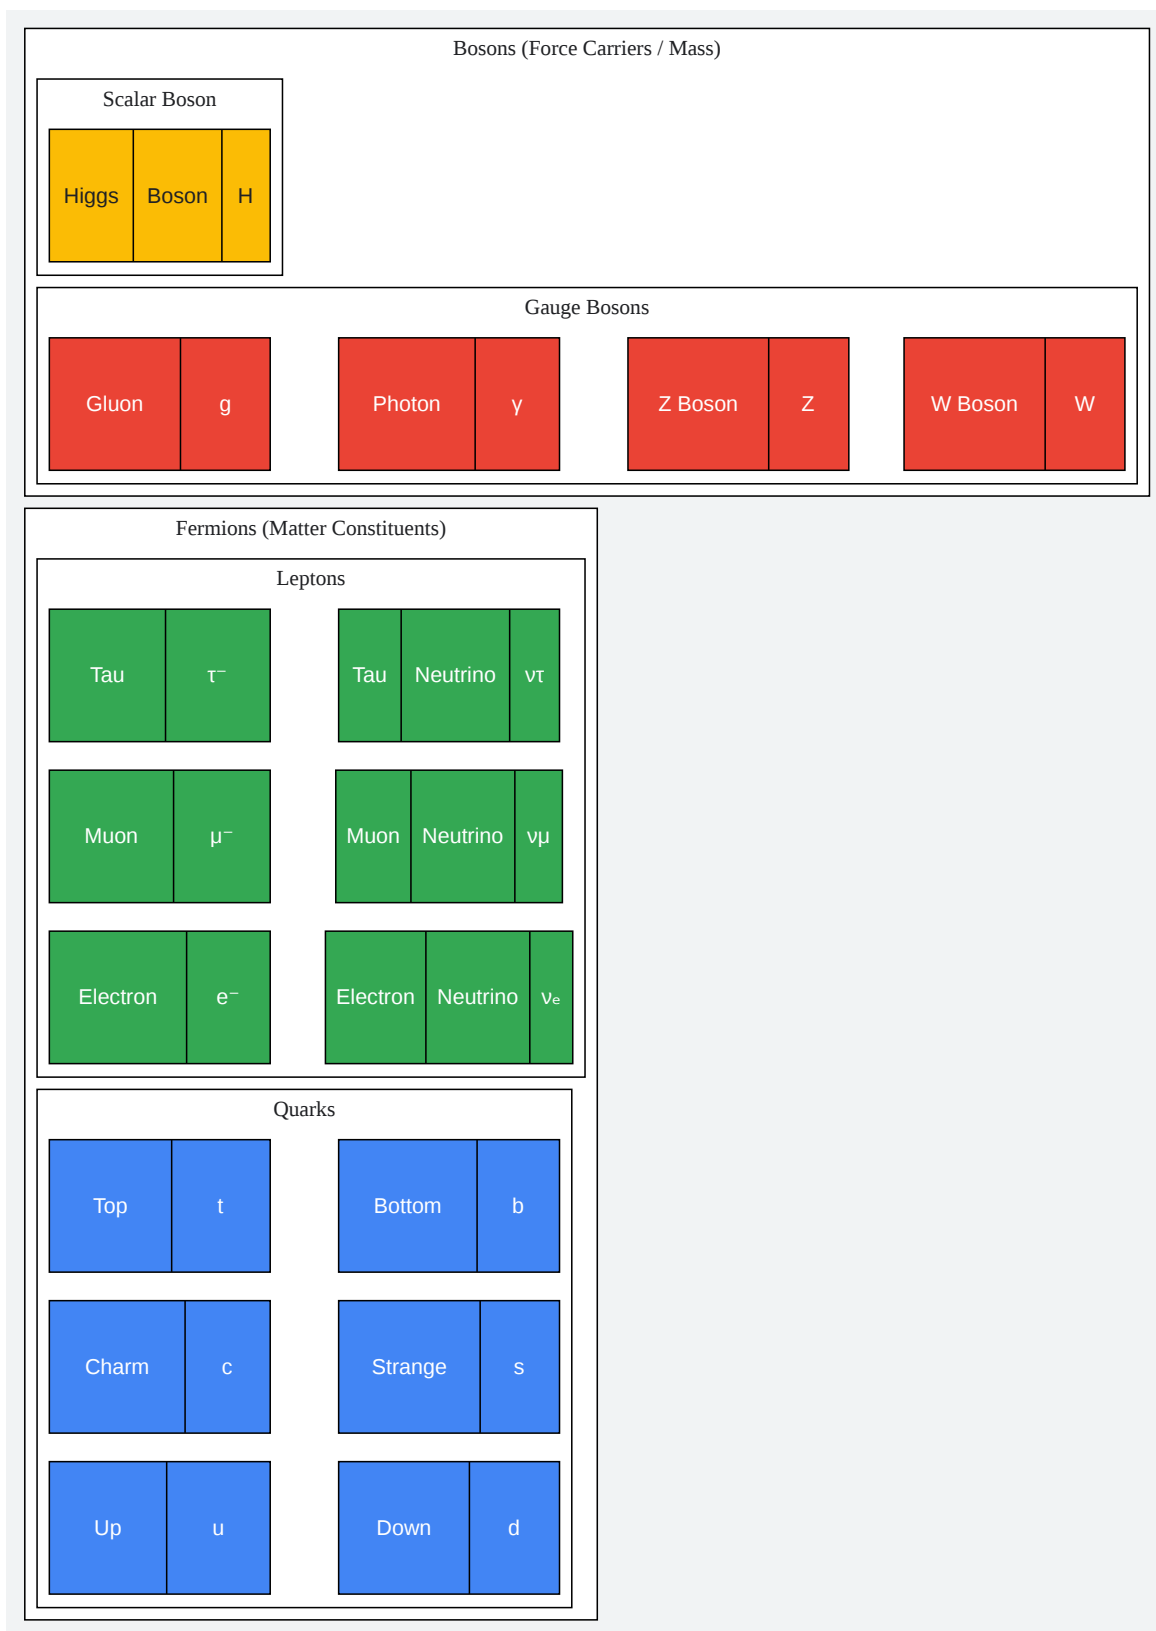 Bosons (Force Carriers / Mass)
Scalar Boson
Higgs Boson H
Gauge Bosons
Gluon g Photon γ Z Boson Z W Boson W
Fermions (Matter Constituents)
Leptons
Tau τ⁻ Tau Neutrino ντ
Muon μ⁻ Muon Neutrino νμ
Electron e⁻ Electron Neutrino νₑ
Quarks
Top t Bottom b
Charm c Strange s
Up u Down d